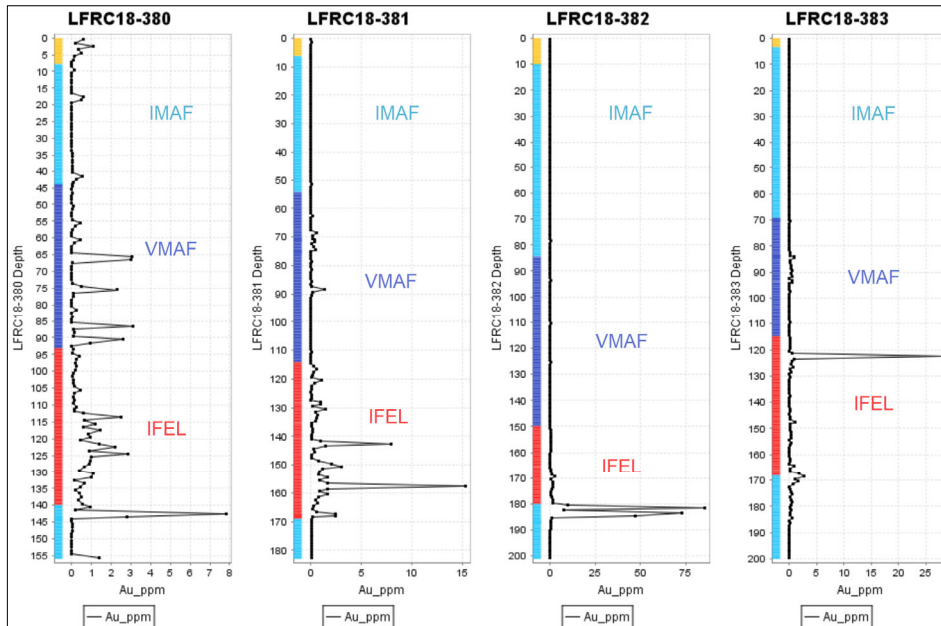 LFRC18-380
LFRC18-381
LFRC18-382
LFRC18-383
LFRC18-380 Depth
0
5
10
15
20
25
30
35
40
45
50
55
60
65
70
75
80
85
90
95
100
105
110
115
120
125
130
135
140
145
150
155
IMAF
VMAF
IFEL
0 1 2 3 4 5 6 7 8
Au_ppm
Au_ppm
LFRC18-381 Depth
0
10
20
30
40
50
60
70
80
90
100
110
120
130
140
150
160
170
180
IMAF
VMAF
IFEL
0 5 10 15
Au_ppm
Au_ppm
LFRC18-382 Depth
0
10
20
30
40
50
60
70
80
90
100
110
120
130
140
150
160
170
180
190
200
IMAF
VMAF
IFEL
0 25 50 75
Au_ppm
Au_ppm
LFRC18-383 Depth
0
10
20
30
40
50
60
70
80
90
100
110
120
130
140
150
160
170
180
190
200
IMAF
VMAF
IFEL
0 5 10 15 20 25
Au_ppm
Au_ppm